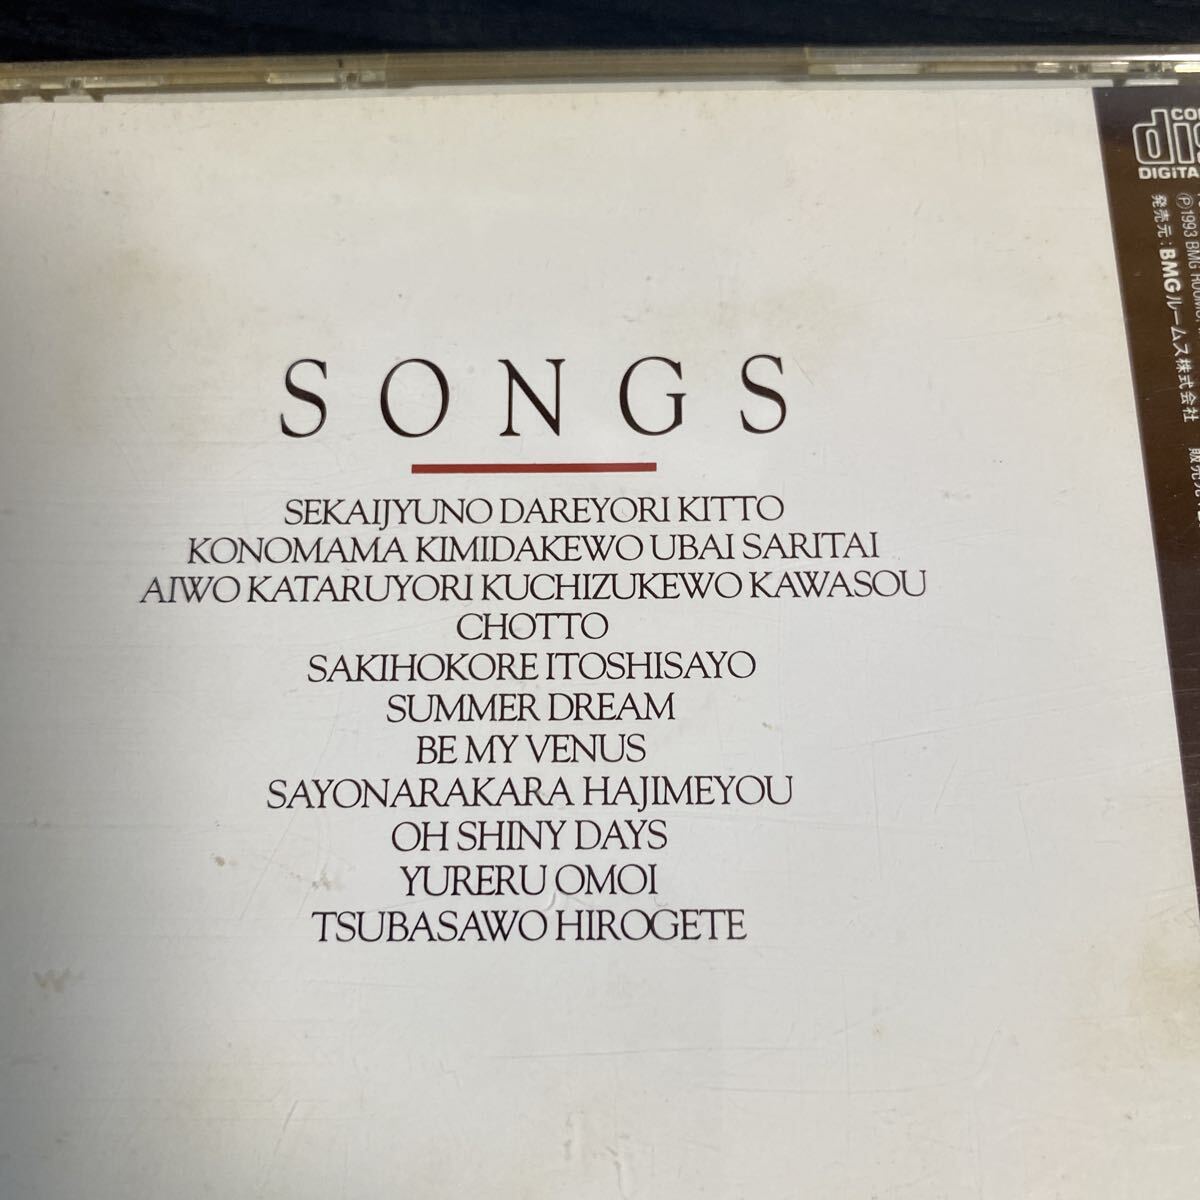 SONGS
SEKAIJYUNO DAREYORI KITTO
KONOMAMA KIMIDAKEWO UBAI SARITAI
AIWO KATARUYORI KUCHIZUKEWO KAWASOU
CHOTTO
SAKIHOKORE ITOSHISAYO
SUMMER DREAM
BE MY VENUS
SAYONARAKARA HAJIMEYOU
OH SHINY DAYS
YURERU OMOI
TSUBASAWO HIROGETE
DIGITA
Ⓟ1993 BMG
発売元:BMGルームス株式会社